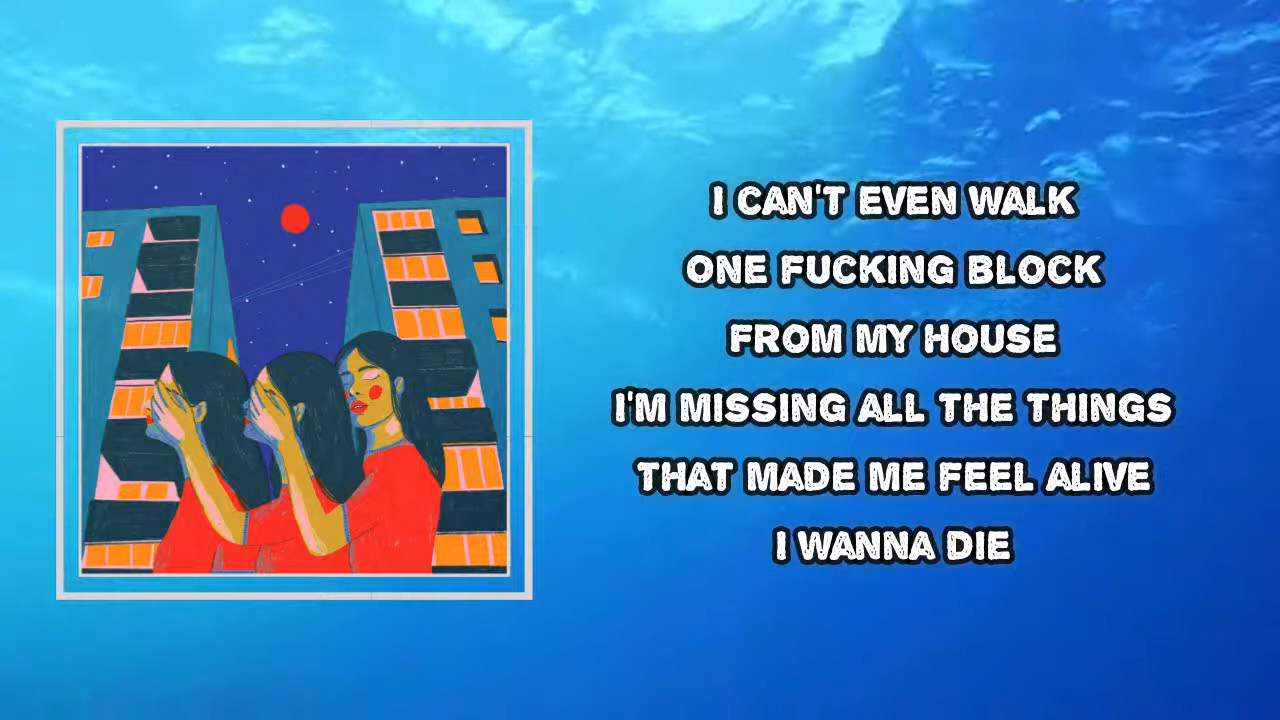 I CAN'T EVEN WALK
ONE FUCKING BLOCK
FROM MY HOUSE
I'M MISSING ALL THE THINGS
THAT MADE ME FEEL ALIVE
I WANNA DIE